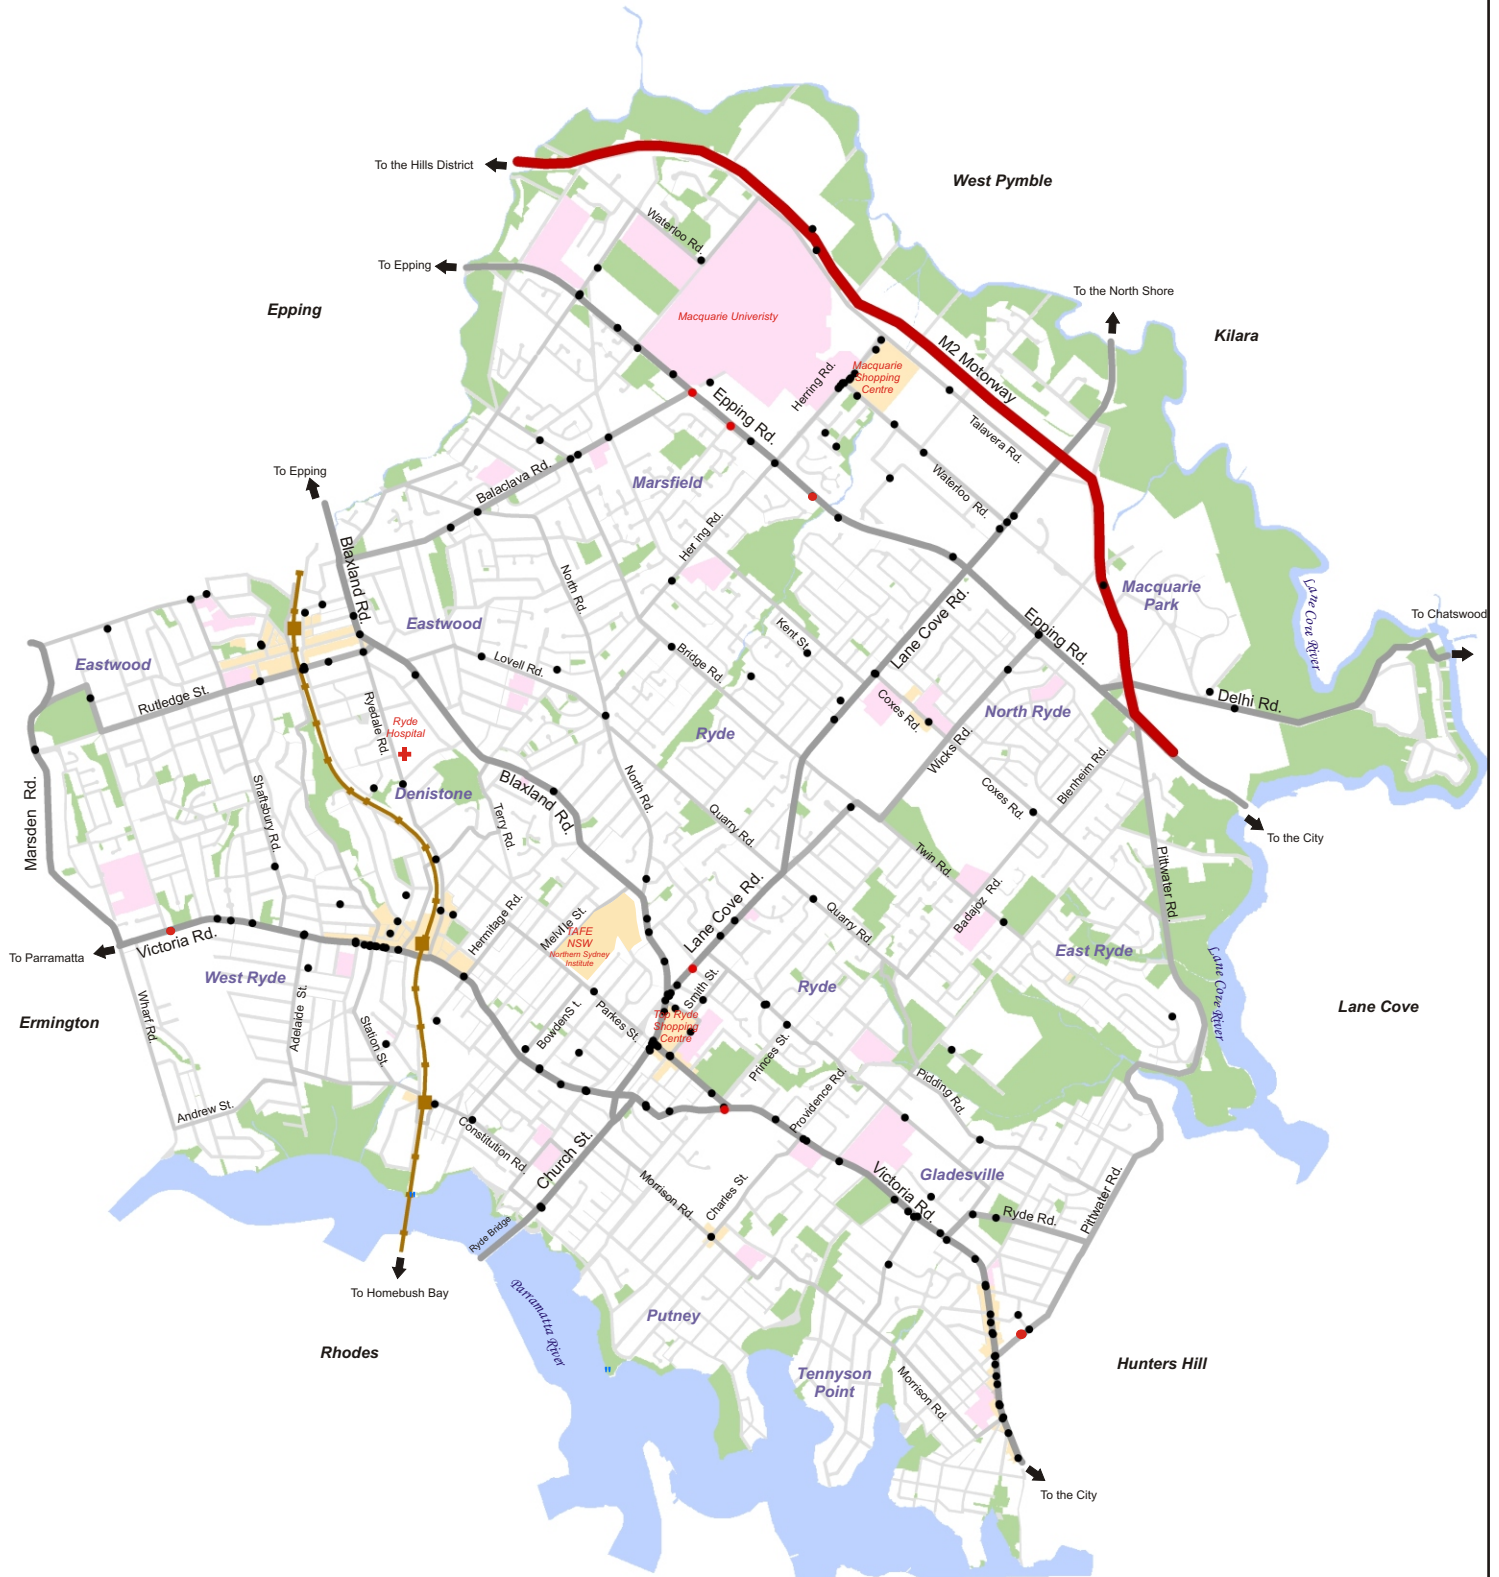 To the Hills District
West Pymble
Waterloo Rd.
To Epping
To the North Shore
Epping
Macquarie Univeristy
Kilara
M2 Motorway
Herring Rd.
Macquarie
Shopping
Centre
Epping Rd.
Talavera Rd.
To Epping
Balaclava Rd.
Marsfield
Waterloo Rd.
Her ing Rd.
Blaxland Rd.
North Rd.
Macquarie
Park
Lane Cove River
To Chatswood
Eastwood
Kent St.
Lane Cove Rd.
Epping Rd.
Eastwood
Lovell Rd.
Bridge Rd.
Rutledge St.
Ryedale Rd.
Ryde
Hospital
Coxes Rd.
North Ryde
Delhi Rd.
Ryde
Wicks Rd.
Marsden Rd.
Shaftsbury Rd.
Denistone
Blaxland Rd.
North Rd.
Coxes Rd.
Blenheim Rd.
Terry Rd.
Quarry Rd.
Twin Rd.
To the City
Pittwater Rd.
Hermitage Rd.
Melville St.
TAFE
NSW
Northern Sydney
Institute
Lane Cove Rd.
Quarry Rd.
Badajoz Rd.
East Ryde
Lane Cove River
Victoria Rd.
To Parramatta
West Ryde
Ryde
Smith St.
Lane Cove
Ermington
Wharf Rd.
Adelaide St.
Station St.
Bowden S t.
Parkes St.
Top Ryde
Shopping
Centre
Princes St.
Providence Rd.
Pidding Rd.
Andrew St.
Constitution Rd.
Church St.
Morrison Rd.
Charles St.
Victoria Rd.
Gladesville
Ryde Rd.
Pittwater Rd.
Ryde Bridge
To Homebush Bay
Parramatta River
Putney
Rhodes
Tennyson
Point
Morrison Rd.
Hunters Hill
To the City